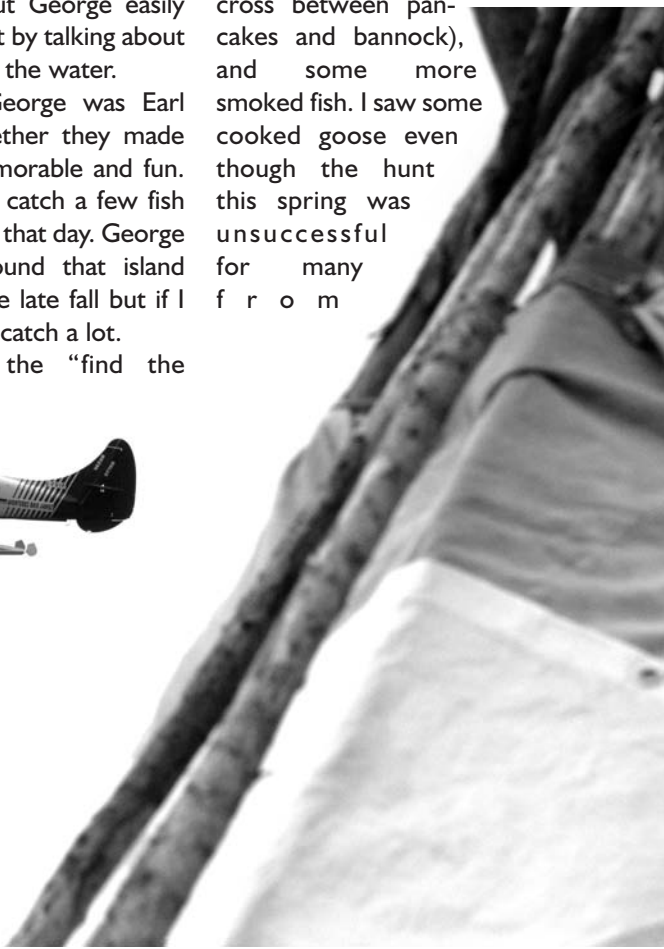 ut George easily
t by talking about
the water.
George was Earl
ether they made
morable and fun.
catch a few fish
that day. George
ound that island
e late fall but if I
catch a lot.
the “find the
cross between pan-
cakes and bannock),
and some more
smoked fish. I saw some
cooked goose even
though the hunt
this spring was
unsuccessful
for many
from